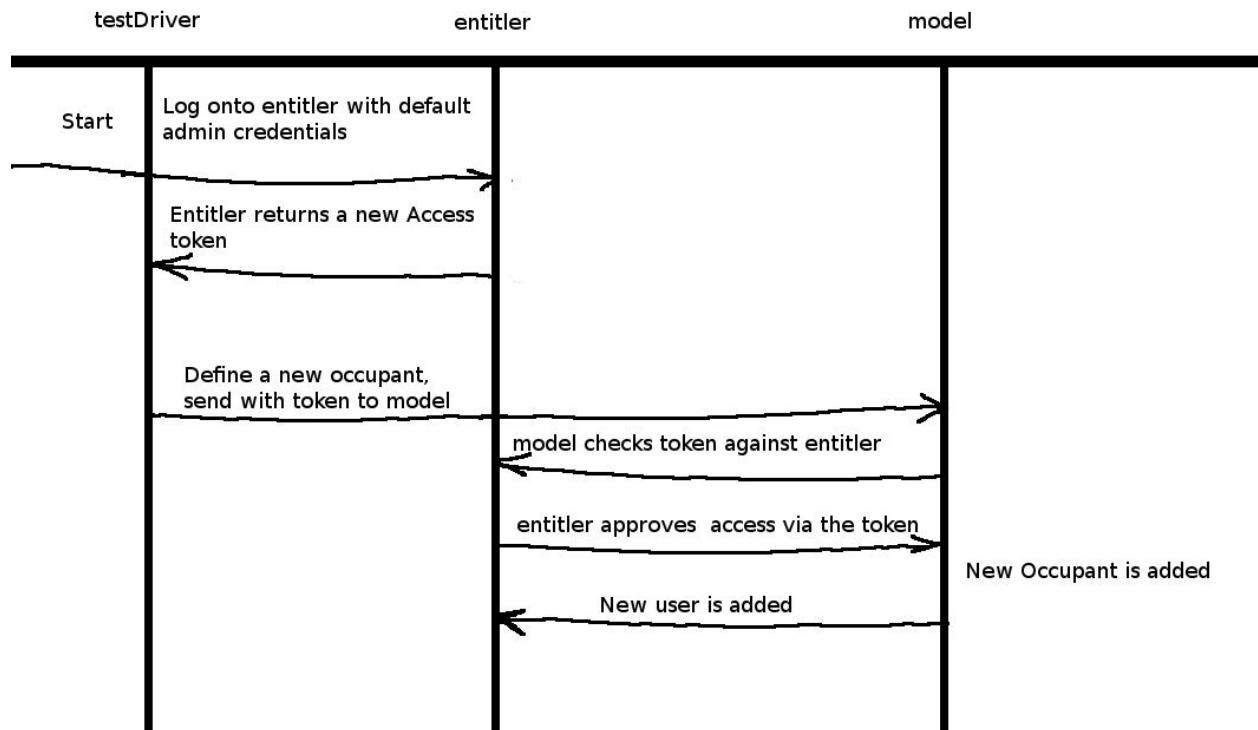 testDriver
entitler
model
Start
Log onto entitler with default
admin credentials
Entitler returns a new Access
token
Define a new occupant,
send with token to model
model checks token against entitler
entitler approves  access via the token
New Occupant is added
New user is added